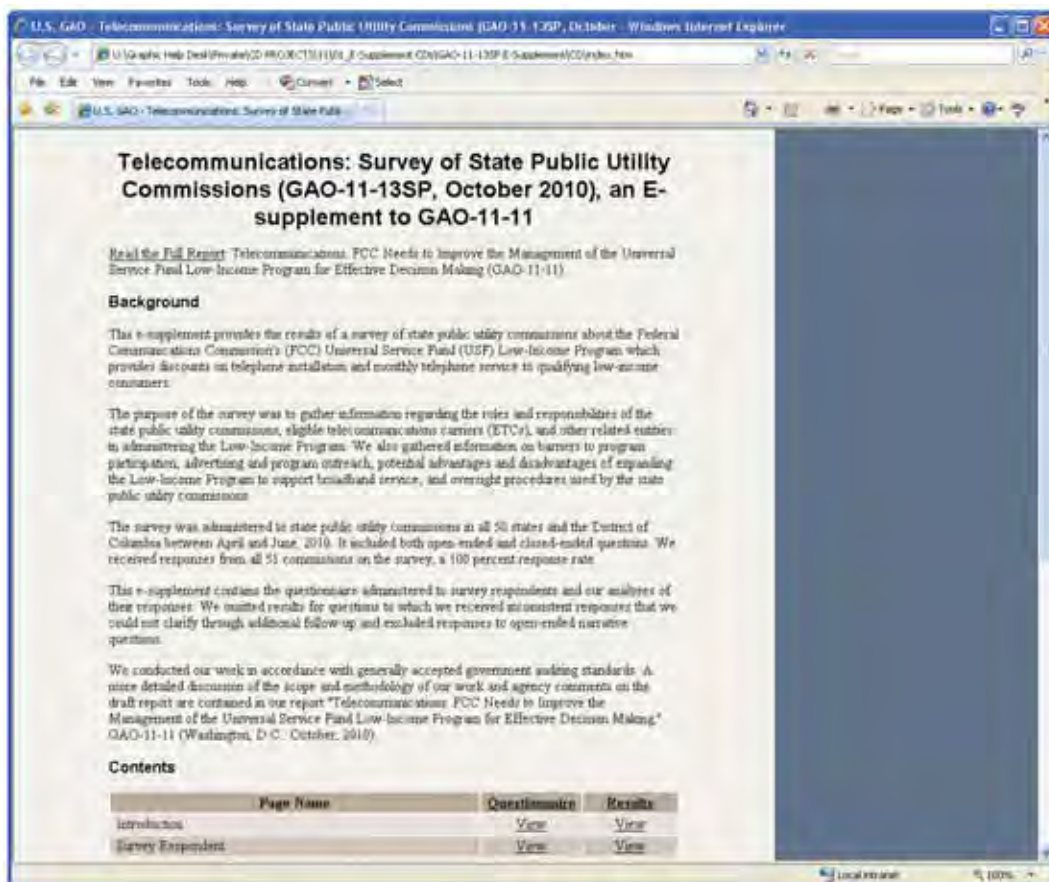 U.S. GAO - Telecommunications: Survey of State Public Utility Commissions (GAO-11-13SP, October - Windows Internet Explorer
File Edit View Favorites Tools Help Convert Select
U.S. GAO - Telecommunications: Survey of State Publi
Page Tools
Telecommunications: Survey of State Public Utility
Commissions (GAO-11-13SP, October 2010), an E-
supplement to GAO-11-11
Read the Full Report: Telecommunications: FCC Needs to Improve the Management of the Universal
Service Fund Low-Income Program for Effective Decision Making (GAO-11-11)
Background
This e-supplement provides the results of a survey of state public utility commissions about the Federal
Communications Commission's (FCC) Universal Service Fund (USF) Low-Income Program which
provides discounts on telephone installation and monthly telephone service to qualifying low-income
consumers.
The purpose of the survey was to gather information regarding the roles and responsibilities of the
state public utility commissions, eligible telecommunications carriers (ETCs), and other related entities
in administering the Low-Income Program. We also gathered information on barriers to program
participation, advertising and program outreach, potential advantages and disadvantages of expanding
the Low-Income Program to support broadband service, and oversight procedures used by the state
public utility commissions.
The survey was administered to state public utility commissions in all 50 states and the District of
Columbia between April and June, 2010. It included both open-ended and closed-ended questions. We
received responses from all 51 commissions on the survey, a 100 percent response rate.
This e-supplement contains the questionnaire administered to survey respondents and our analyses of
their responses. We omitted results for questions to which we received inconsistent responses that we
could not clarify through additional follow-up and excluded responses to open-ended narrative
questions.
We conducted our work in accordance with generally accepted government auditing standards. A
more detailed discussion of the scope and methodology of our work and agency comments on the
draft report are contained in our report "Telecommunications: FCC Needs to Improve the
Management of the Universal Service Fund Low-Income Program for Effective Decision Making,"
GAO-11-11 (Washington, D.C.: October, 2010).
Contents
Page Name Questionnaire Results
Introduction View View
Survey Respondent View View
Local intranet 100%